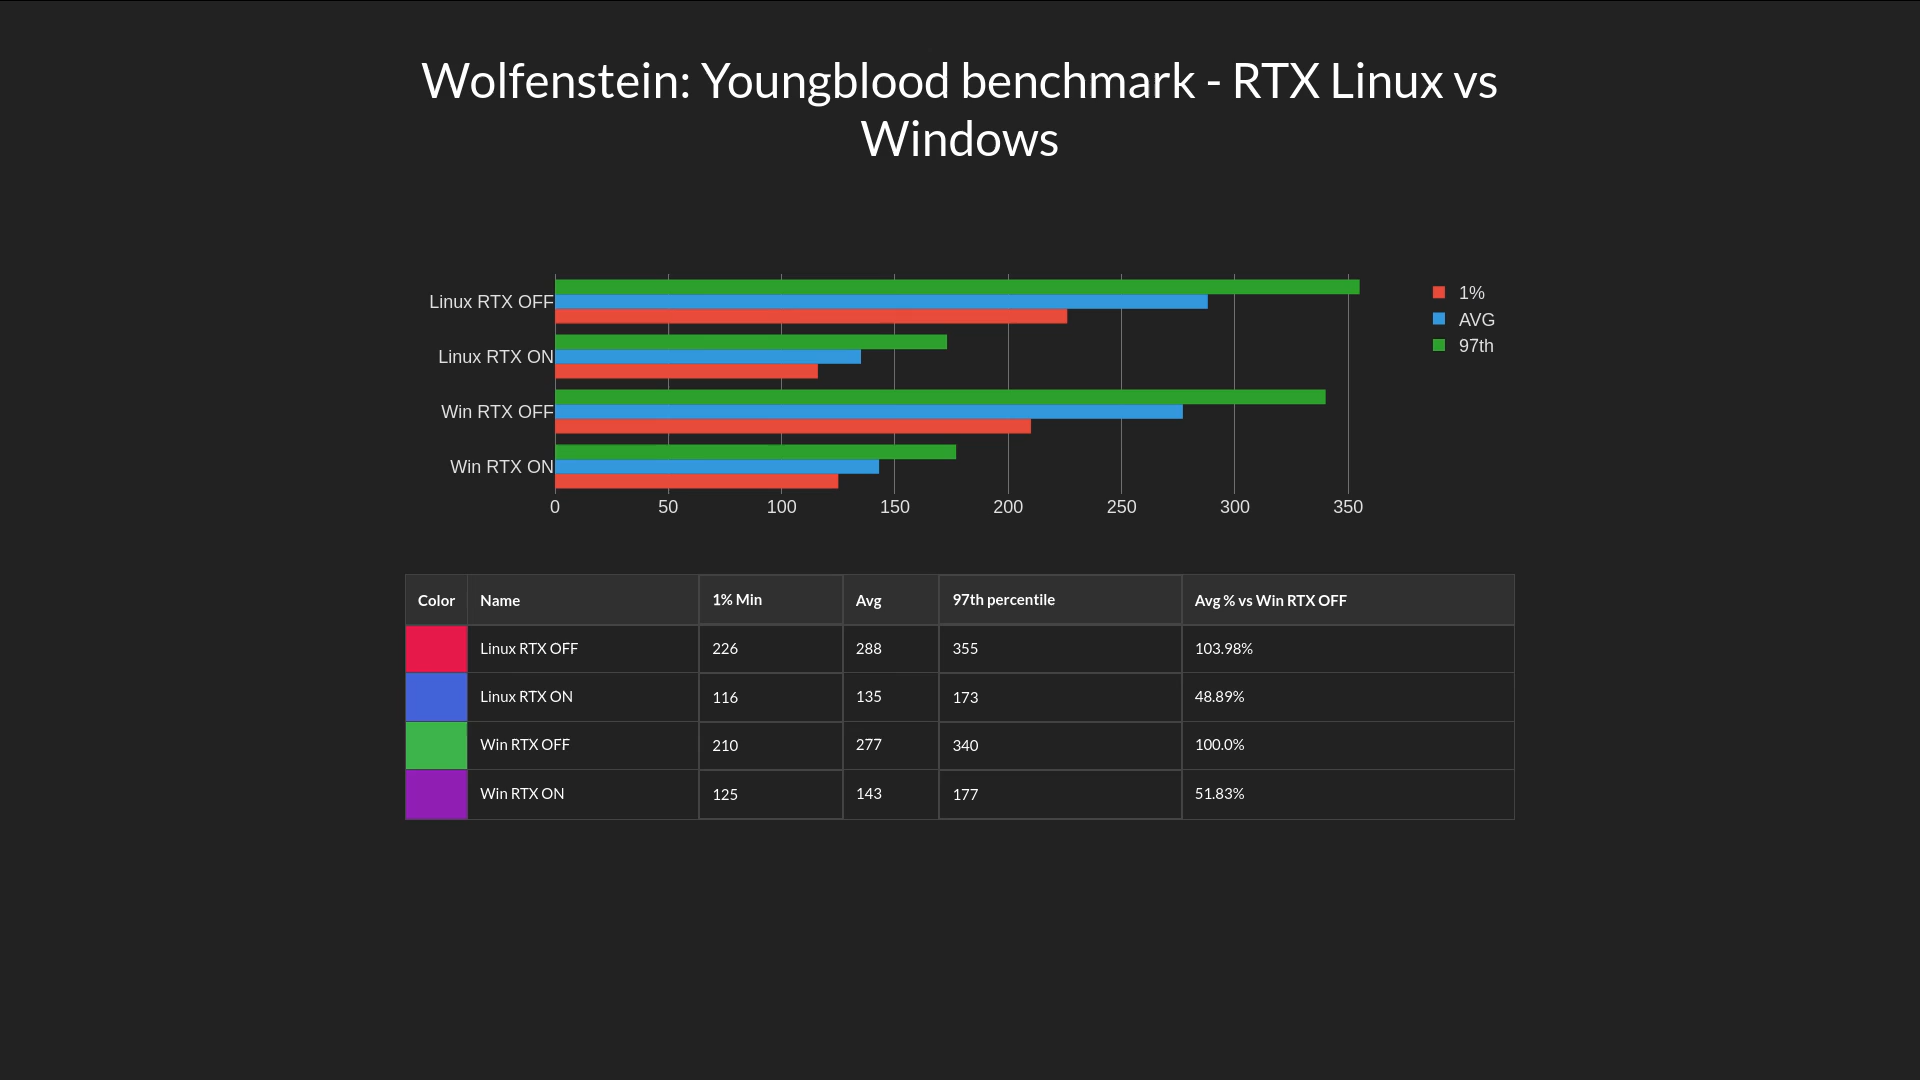 Wolfenstein: Youngblood benchmark - RTX Linux vs
Windows
Linux RTX OFF
Linux RTX ON
Win RTX OFF
Win RTX ON
0 50 100 150 200 250 300 350
1%
AVG
97th
Color Name 1% Min Avg 97th percentile Avg % vs Win RTX OFF
Linux RTX OFF 226 288 355 103.98%
Linux RTX ON 116 135 173 48.89%
Win RTX OFF 210 277 340 100.0%
Win RTX ON 125 143 177 51.83%